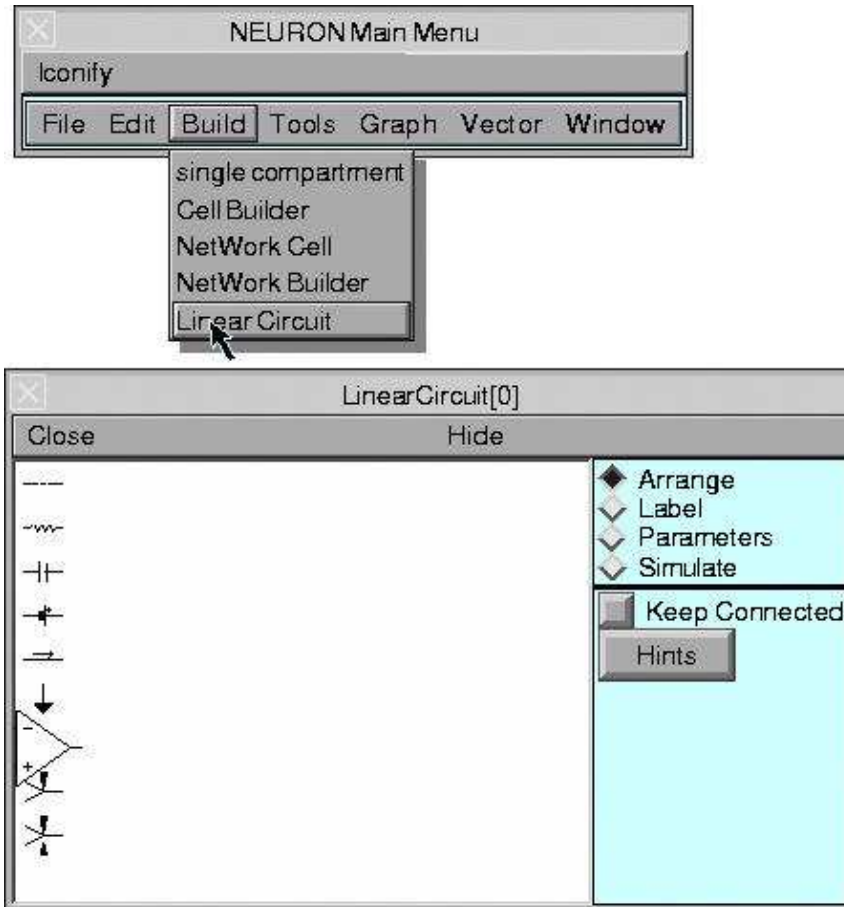 NEURON Main Menu
Iconify
File Edit Build Tools Graph Vector Window
single compartment
Cell Builder
NetWork Cell
NetWork Builder
Linear Circuit
LinearCircuit[0]
Close Hide
Arrange
Label
Parameters
Simulate
Keep Connected
Hints
-
+